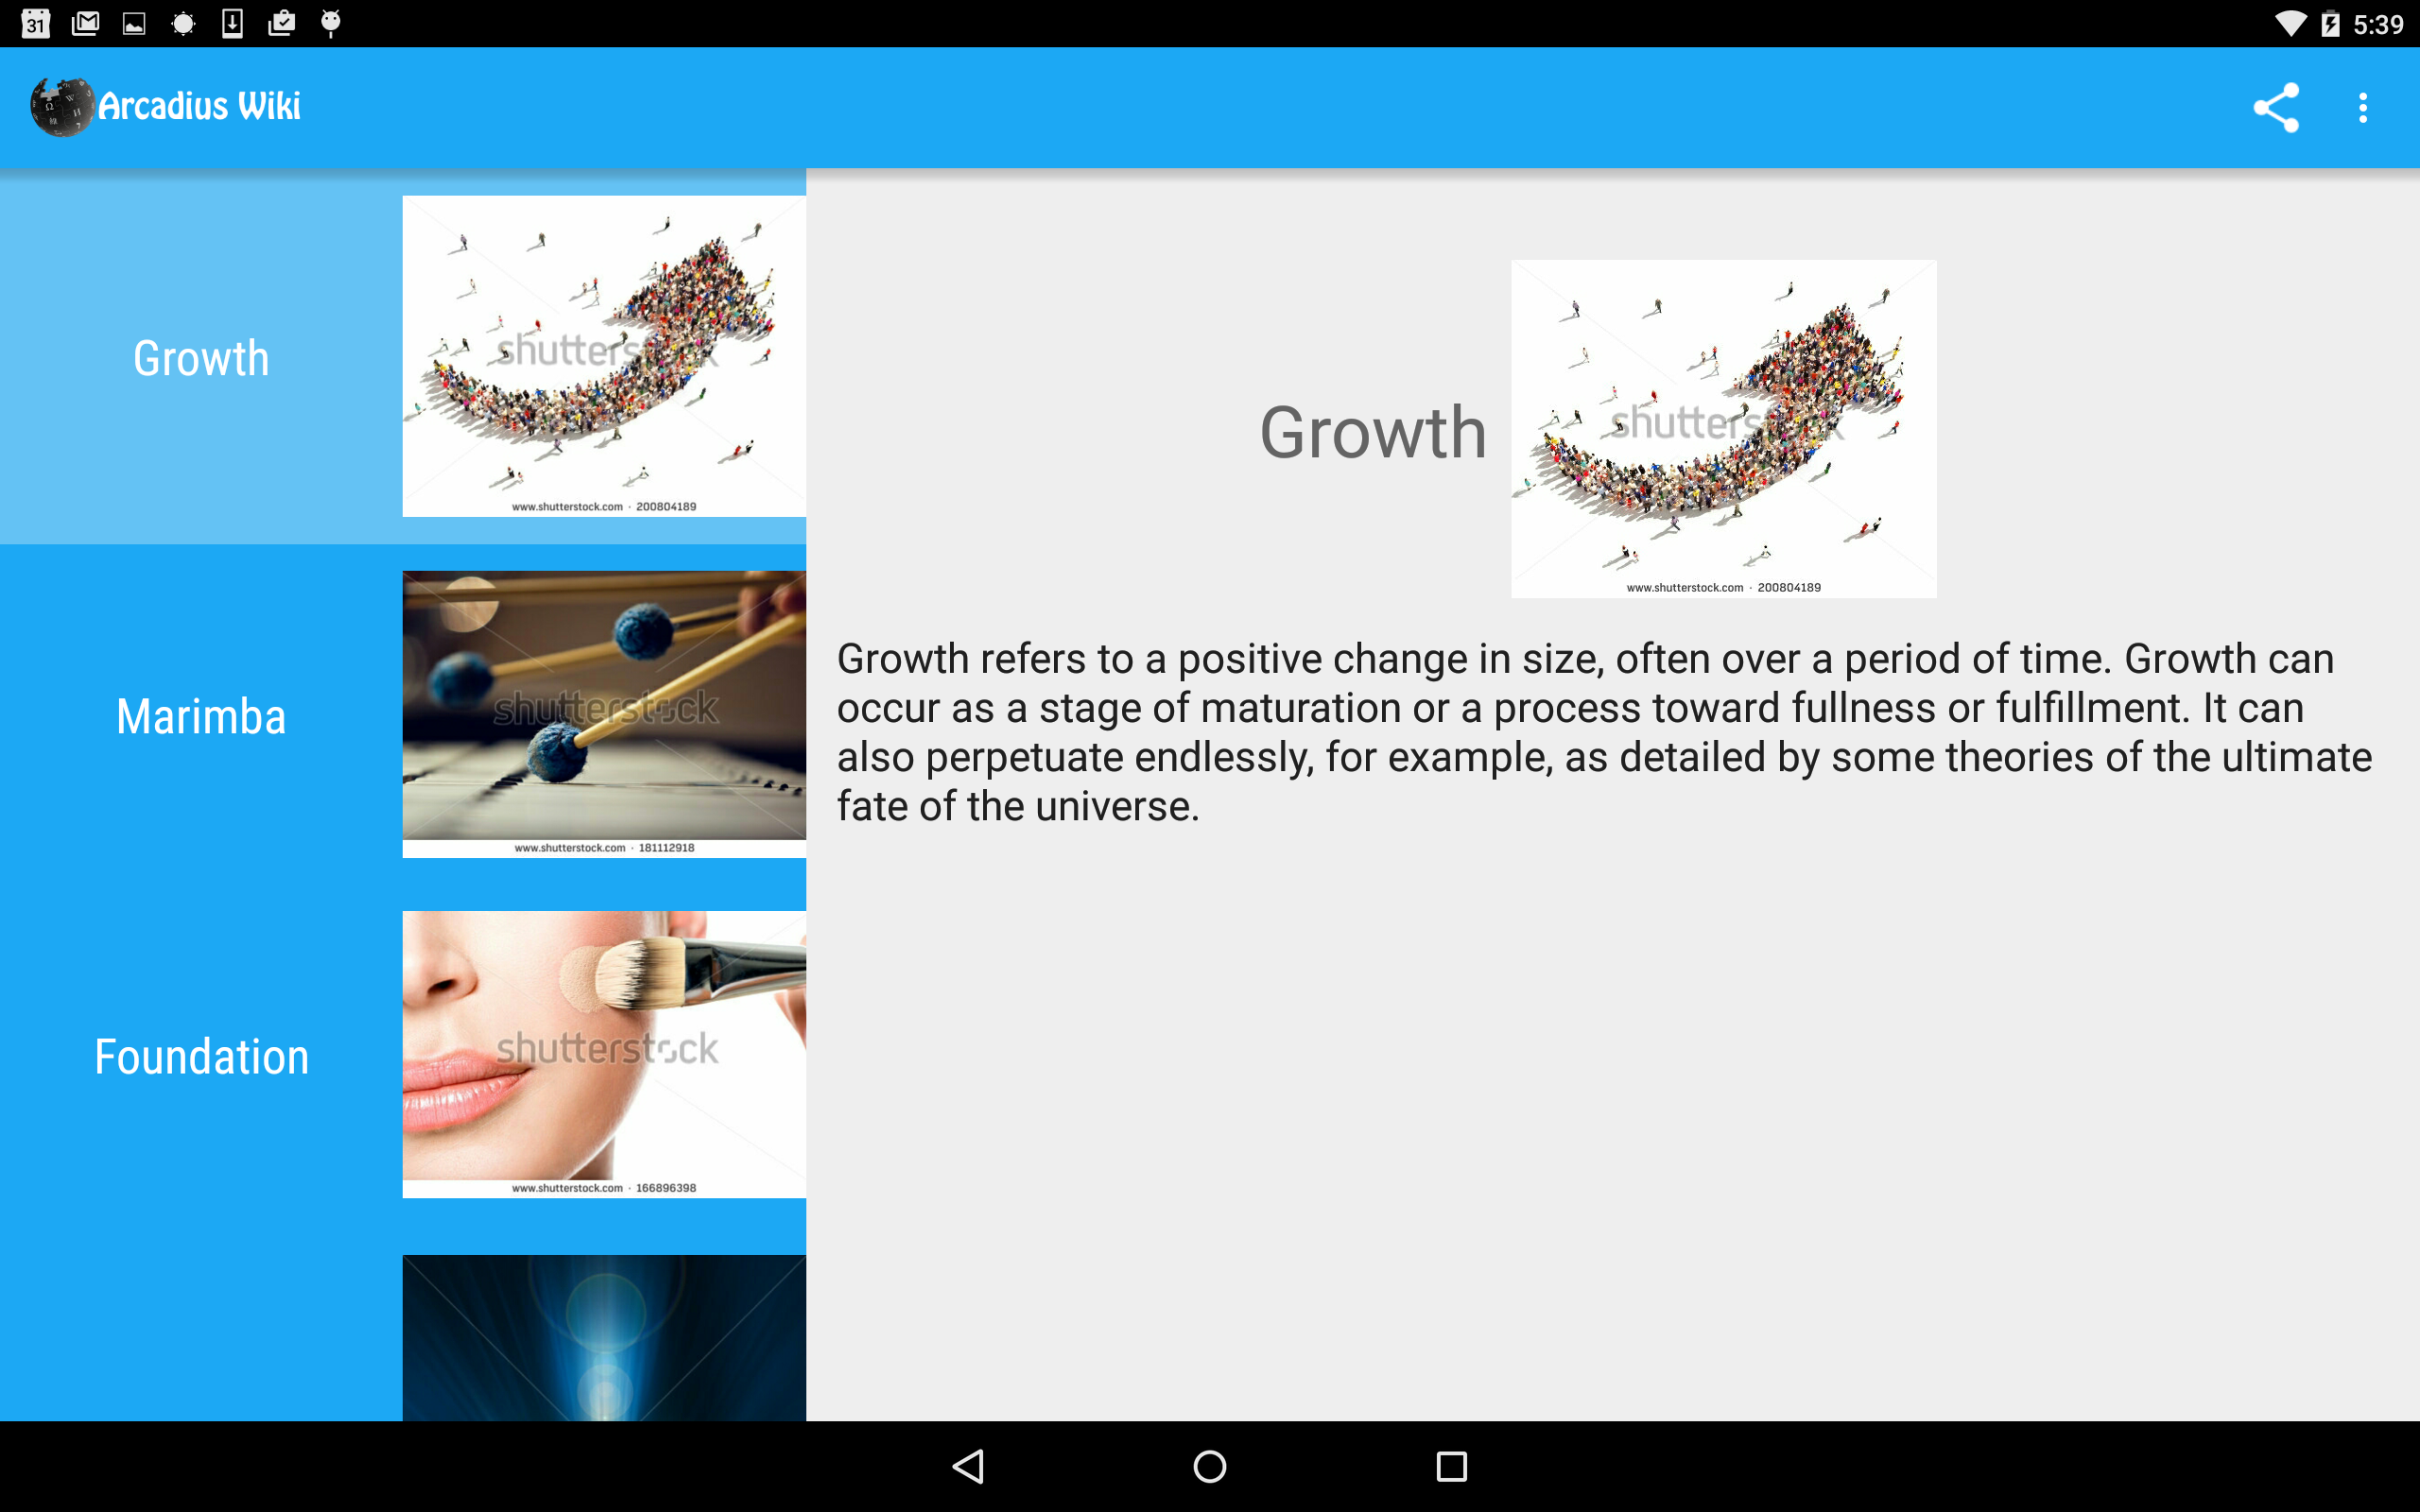 31
5:39
Arcadius Wiki
Growth
shutterstock
www.shutterstock.com · 200804189
Marimba
shutterstock
www.shutterstock.com · 181112918
Foundation
shutterstock
www.shutterstock.com · 166896398
Growth
shutterstock
www.shutterstock.com · 200804189
Growth refers to a positive change in size, often over a period of time. Growth can
occur as a stage of maturation or a process toward fullness or fulfillment. It can
also perpetuate endlessly, for example, as detailed by some theories of the ultimate
fate of the universe.